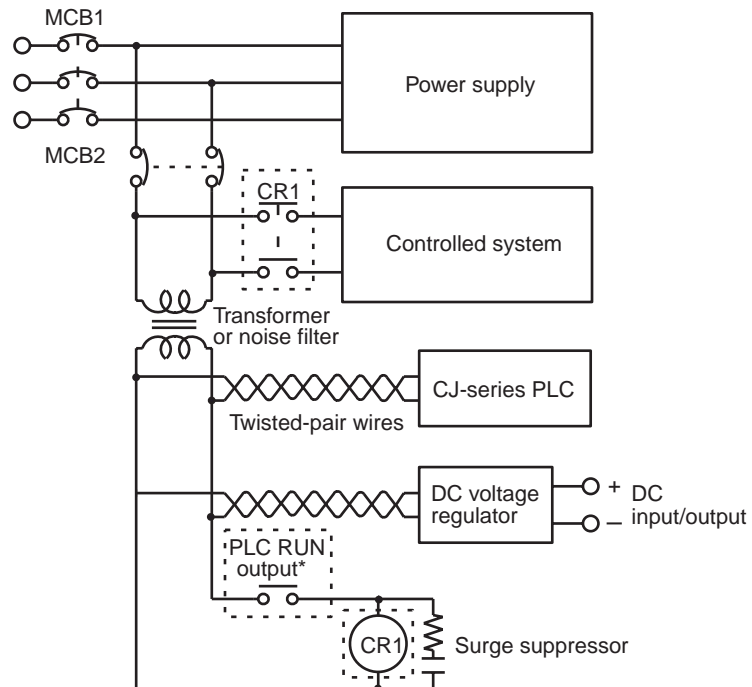 MCB1
Power supply
MCB2
CR1
Controlled system
Transformer
or noise filter
CJ-series PLC
Twisted-pair wires
DC voltage
regulator
+
DC
input/output
–
PLC RUN
output*
CR1
Surge suppressor